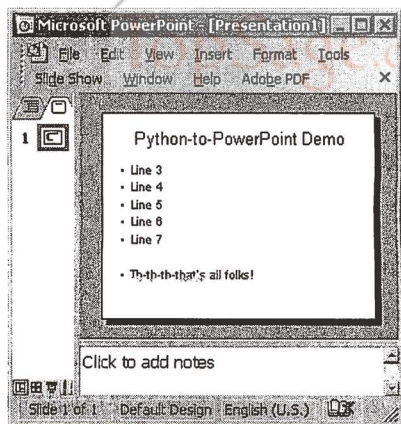 Microsoft PowerPoint - [Presentation1]
File Edit View Insert Format Tools
Slide Show Window Help Adobe PDF
1
Python-to-PowerPoint Demo
• Line 3
• Line 4
• Line 5
• Line 6
• Line 7
• Th-th-th-that's all folks!
Click to add notes
Slide 1 of 1 Default Design English (U.S.)